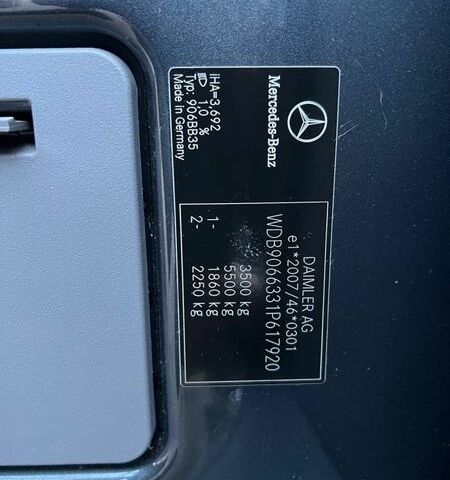 Mercedes-Benz
iHA=3,692
1,0 %
Typ: 906BB35
Made in Germany
DAIMLER AG
e1*2007/46*0301
WDB9066331P617920
3500 kg
5500 kg
1- 1860 kg
2- 2250 kg